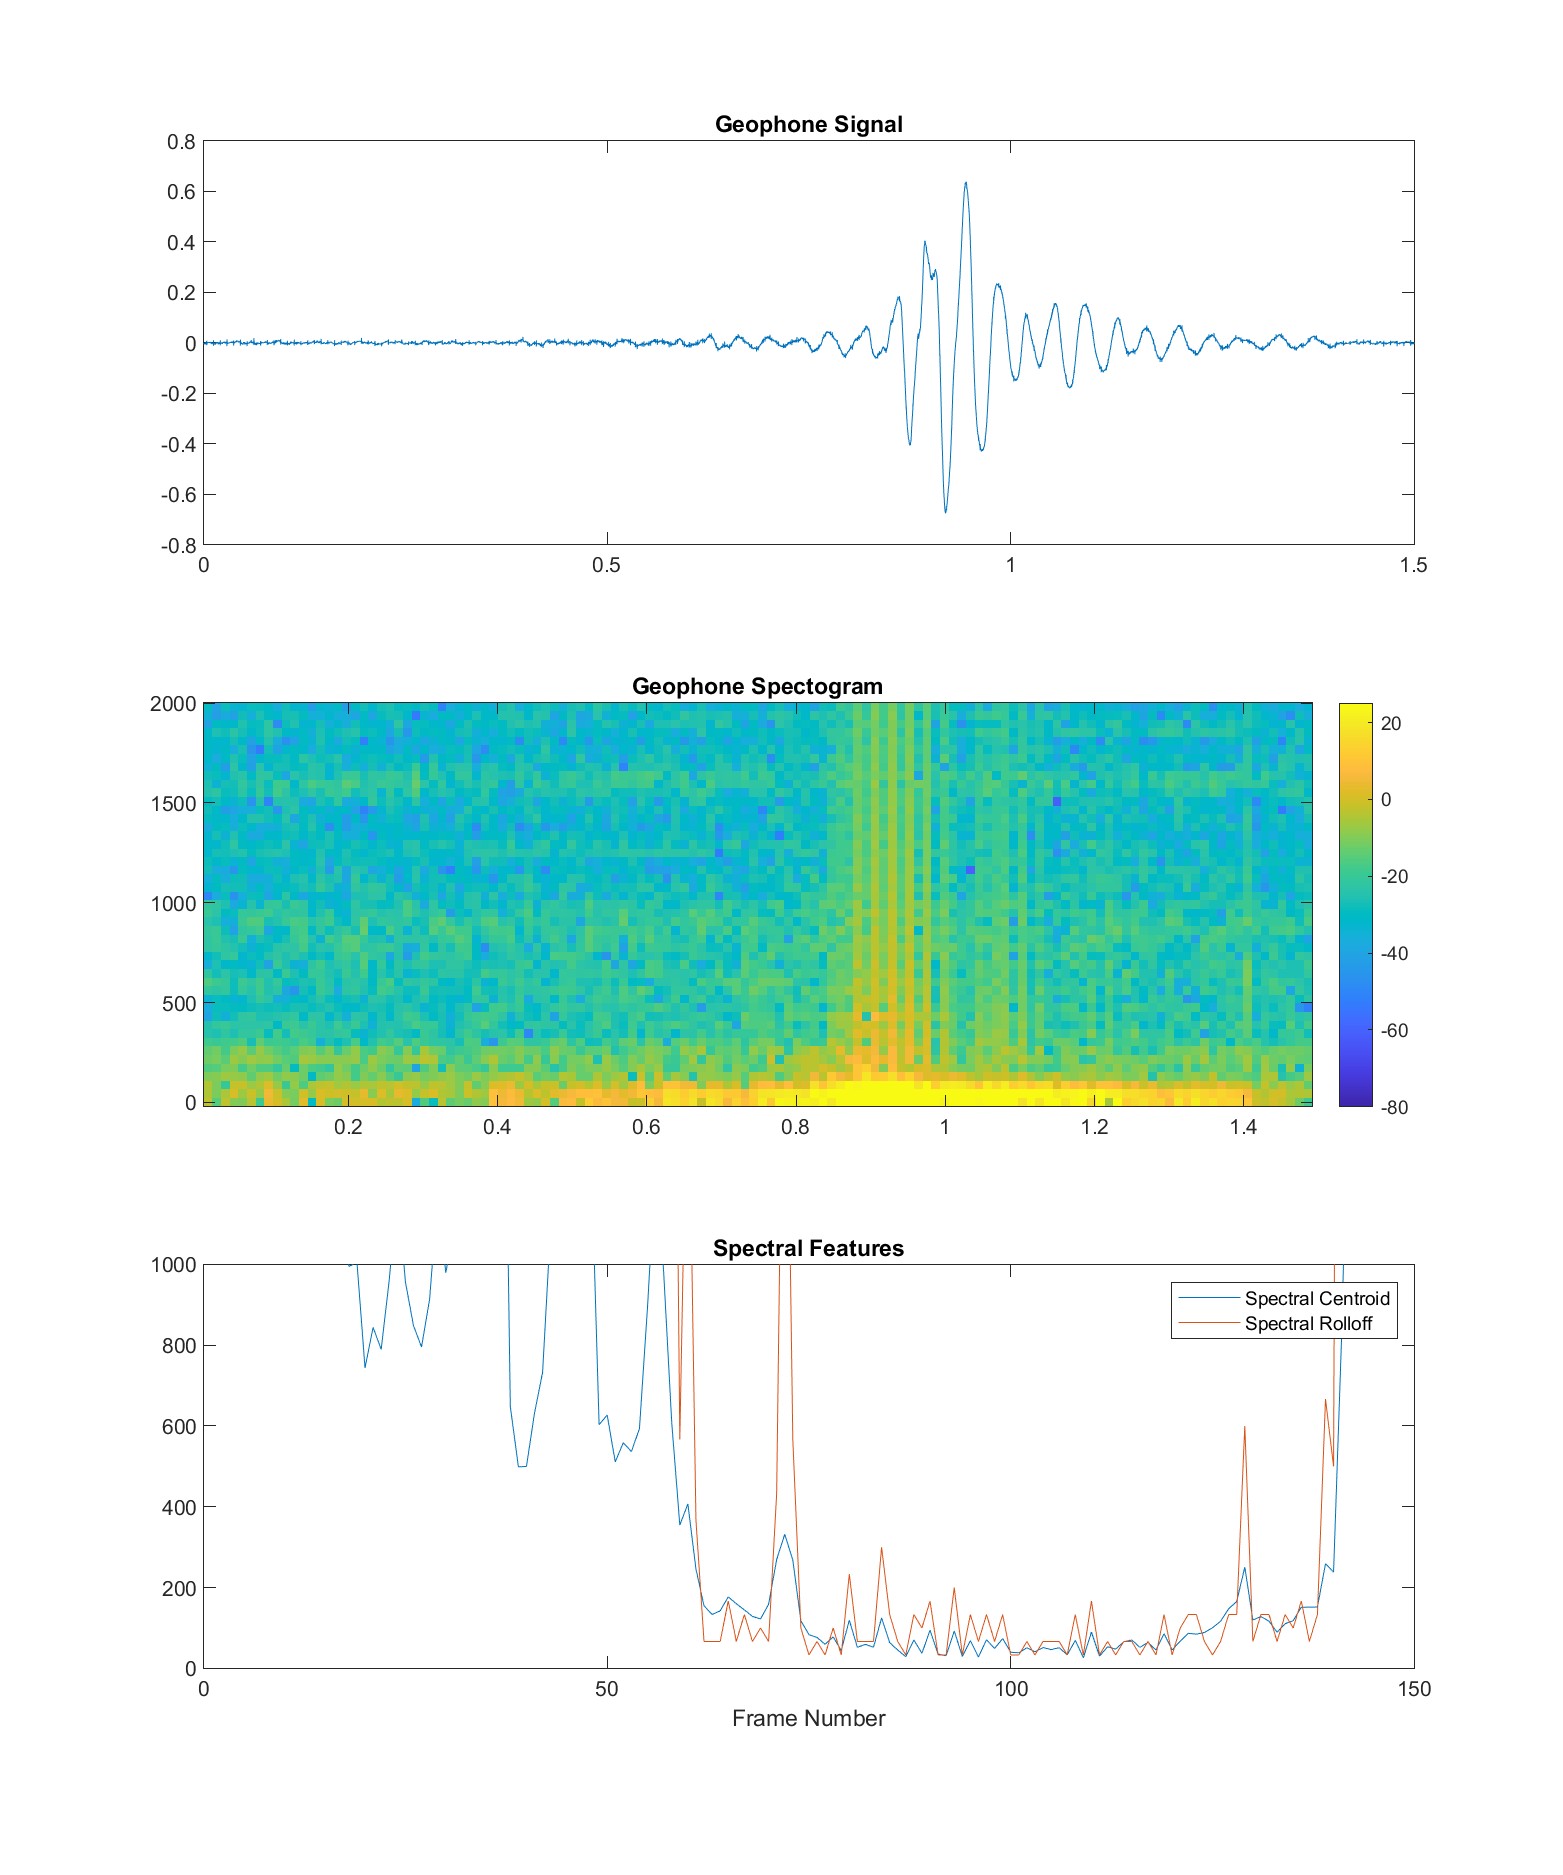 Geophone Signal
0.8
0.6
0.4
0.2
0
-0.2
-0.4
-0.6
-0.8
0 0.5 1 1.5
Geophone Spectogram
2000
1500
1000
500
0
20
0
-20
-40
-60
-80
0.2 0.4 0.6 0.8 1 1.2 1.4
Spectral Features
1000
800
600
400
200
0
Spectral Centroid
Spectral Rolloff
0 50 100 150
Frame Number